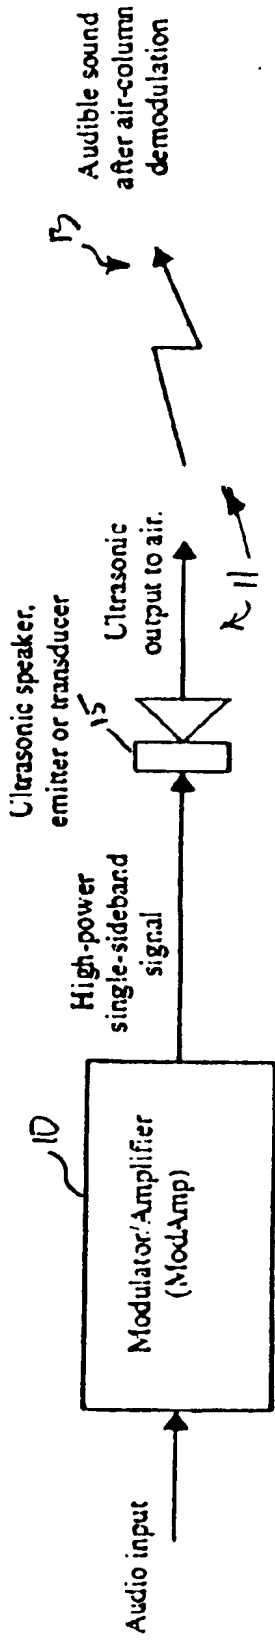 Audio input
10
Modulator/Amplifier
(ModAmp)
High-power
single-sideband
signal
Ultrasonic speaker,
emitter or transducer
15
Ultrasonic
output to air.
11
13
Audible sound
after air-column
demodulation